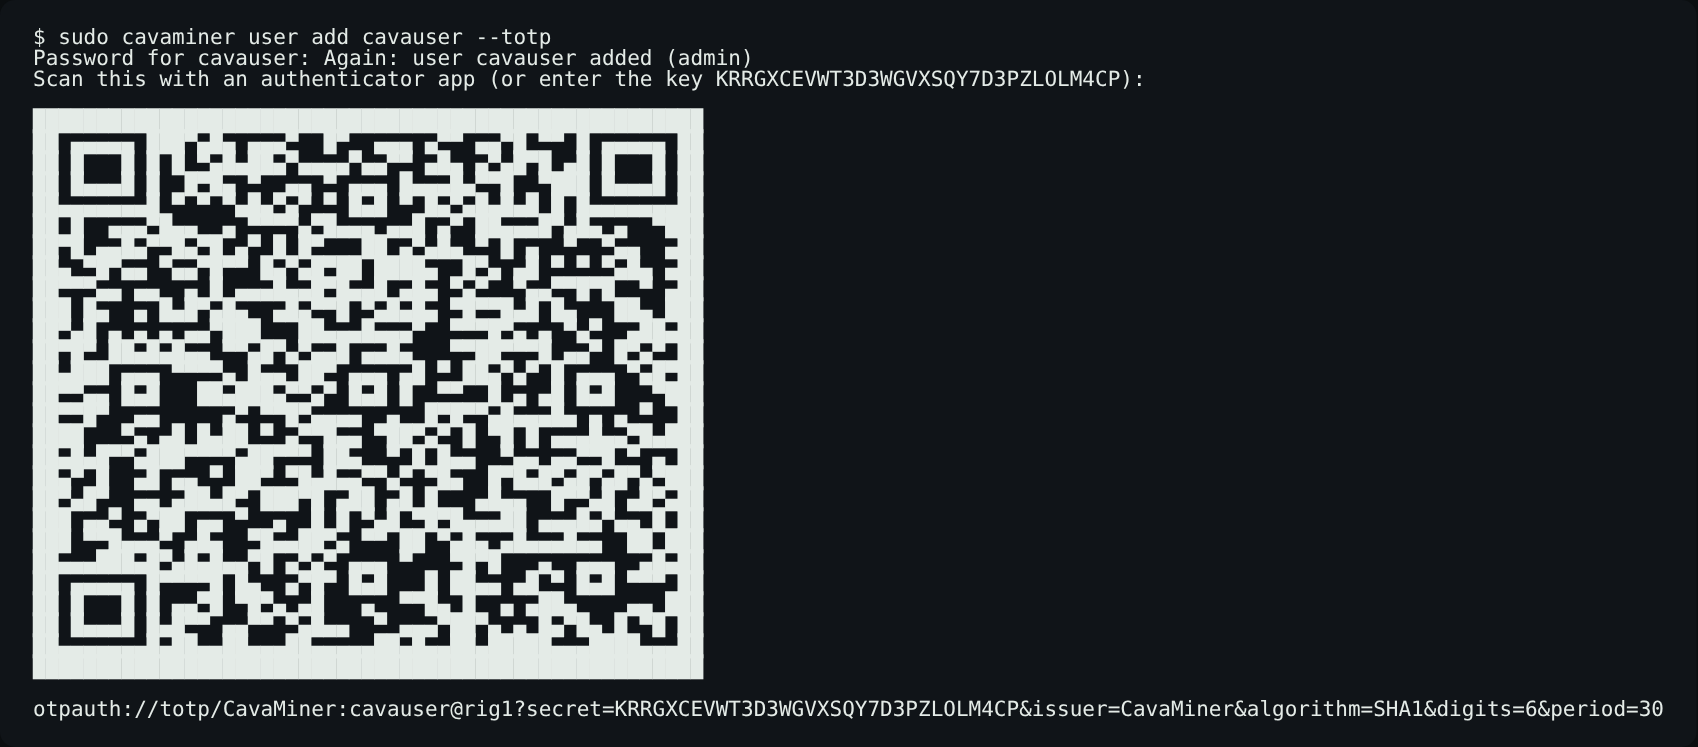 $ sudo cavaminer user add cavauser --totp
Password for cavauser: Again: user cavauser added (admin)
Scan this with an authenticator app (or enter the key KRRGXCEVWT3D3WGVXSQY7D3PZLOLM4CP):
otpauth://totp/CavaMiner:cavauser@rig1?secret=KRRGXCEVWT3D3WGVXSQY7D3PZLOLM4CP&issuer=CavaMiner&algorithm=SHA1&digits=6&period=30